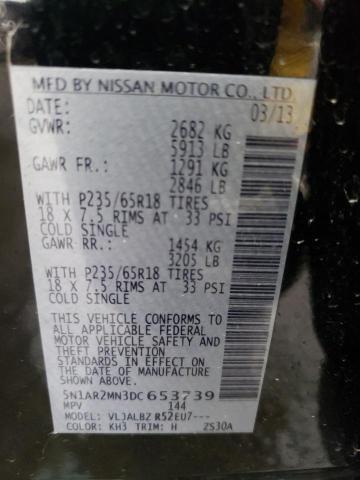 MFD BY NISSAN MOTOR CO., LTD.
DATE: 03/13
GVWR: 2682 KG
5913 LB
GAWR FR.: 1291 KG
2846 LB
WITH P235/65R18 TIRES
18 X 7.5 RIMS AT 33 PSI
COLD SINGLE
GAWR RR.: 1454 KG
3205 LB
WITH P235/65R18 TIRES
18 X 7.5 RIMS AT 33 PSI
COLD SINGLE
THIS VEHICLE CONFORMS TO
ALL APPLICABLE FEDERAL
MOTOR VEHICLE SAFETY
AND THEFT PREVENTION
STANDARDS IN EFFECT ON THE
DATE OF MANUFACTURE
SHOWN ABOVE.
5N1AR2MN3DC653739
MPV 144
MODEL: VLJALBZ R52EU7---
COLOR: KH3 TRIM: H ZS30A